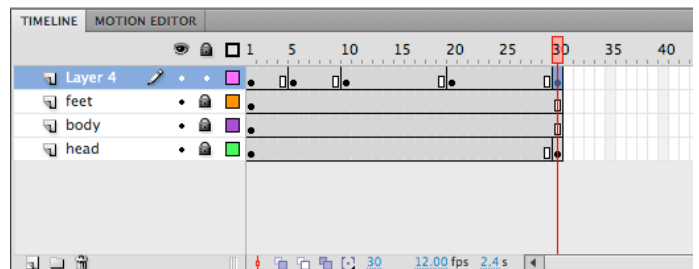 TIMELINE MOTION EDITOR
1 5 10 15 20 25 30 35 40
Layer 4
feet
body
head
30 12.00 fps 2.4 s